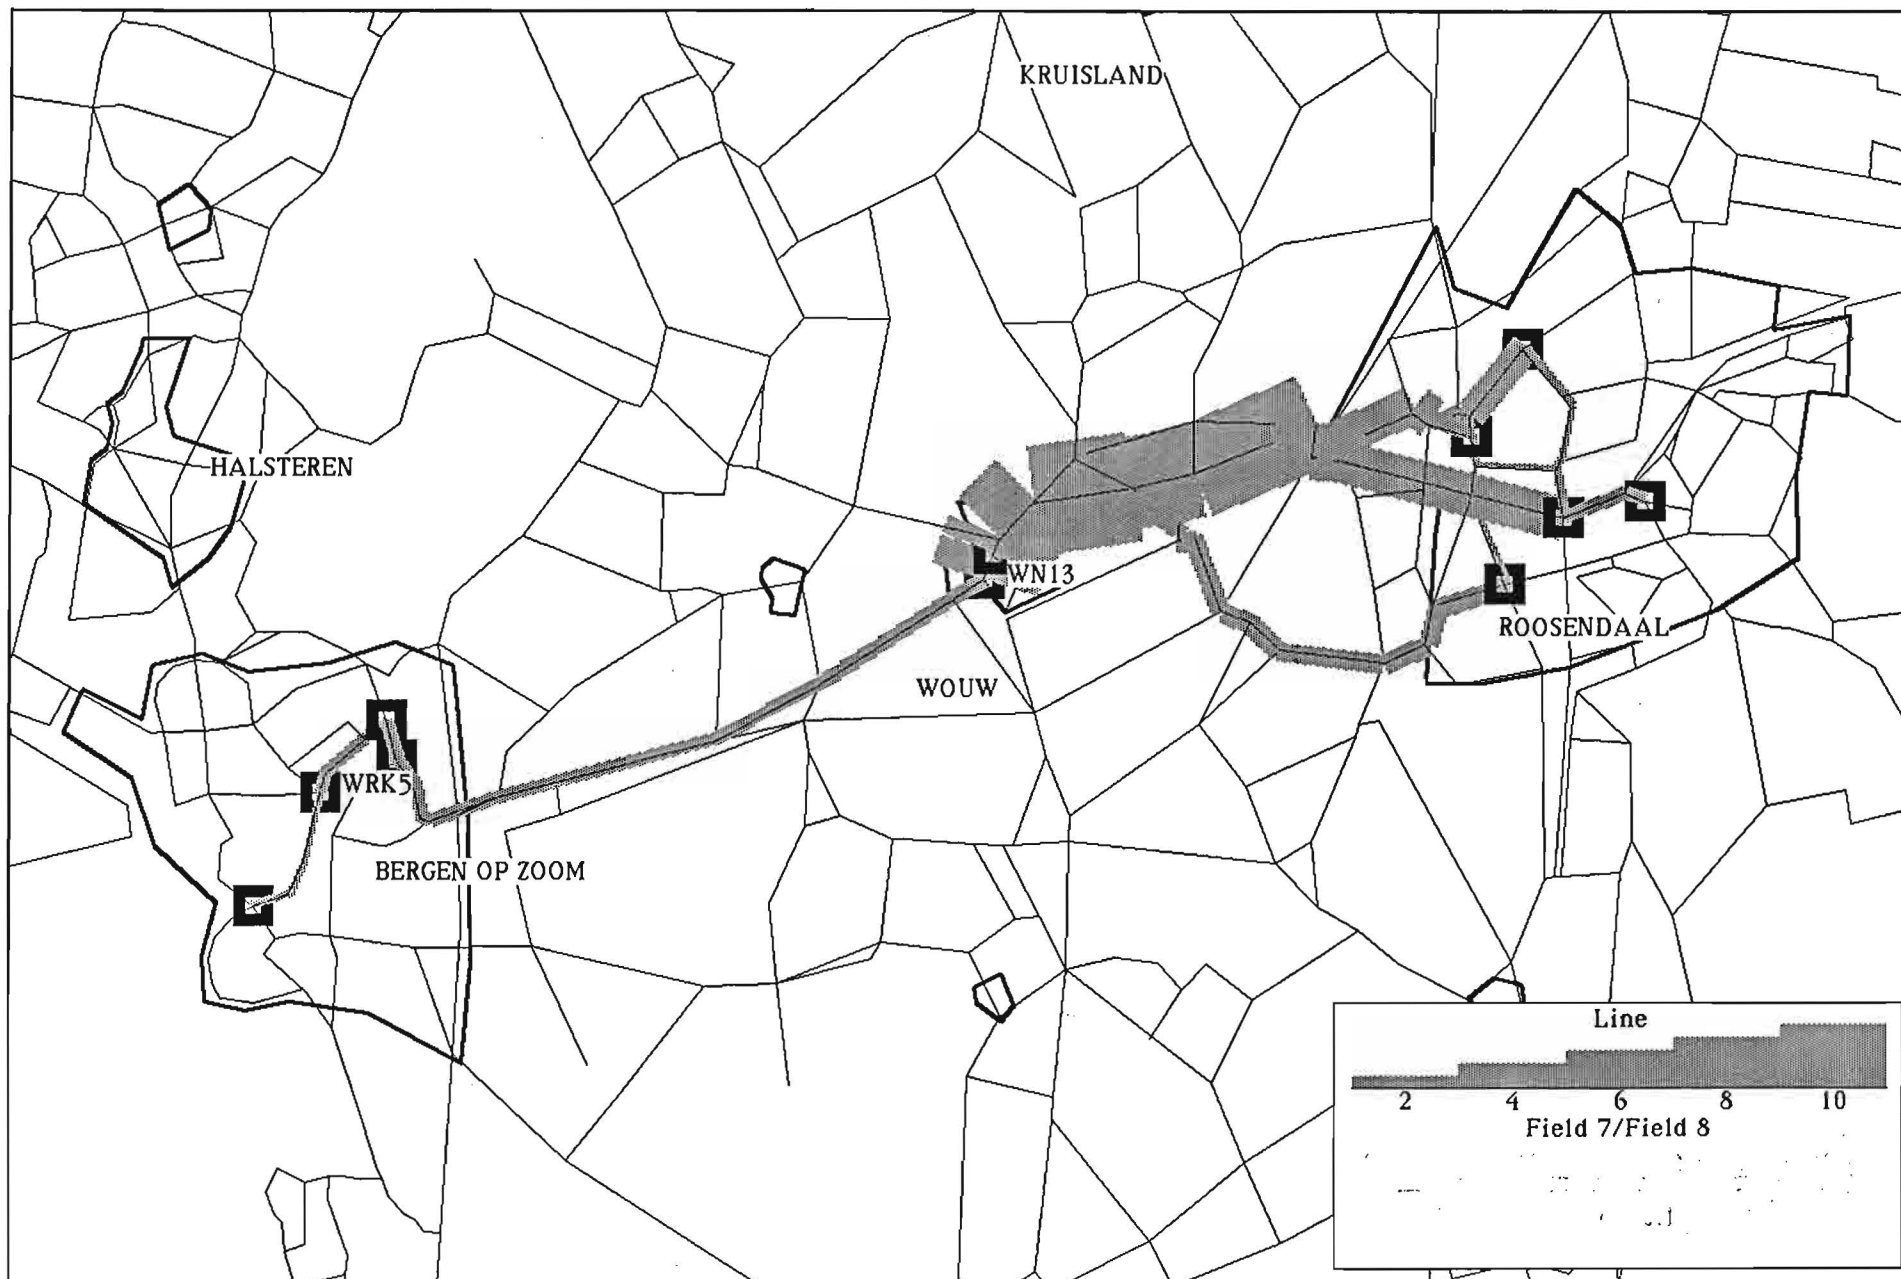 KRUISLAND
HALSTEREN
WN13
ROOSENDAAL
WOUW
WRK5
BERGEN OP ZOOM
Line
2 4 6 8 10
Field 7/Field 8